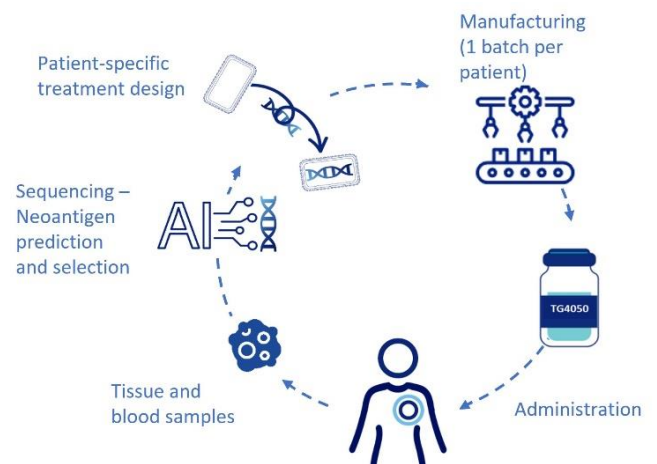 Manufacturing
(1 batch per
patient)
Patient-specific
treatment design
Sequencing –
Neoantigen
prediction
and selection
AI
TG4050
Tissue and
blood samples
Administration